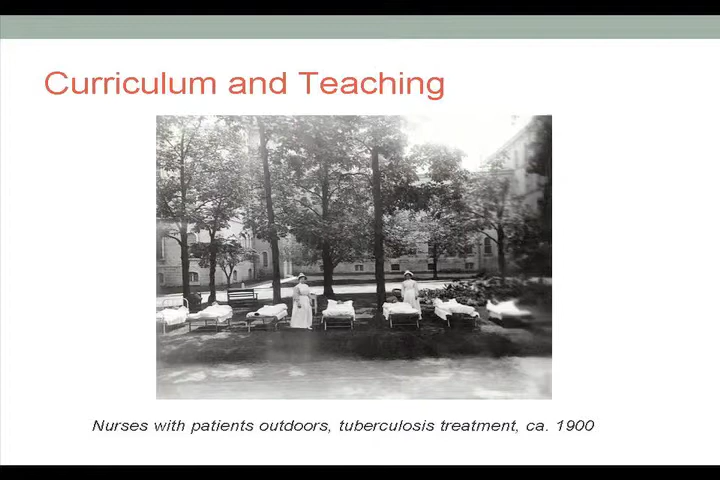 Curriculum and Teaching
Nurses with patients outdoors, tuberculosis treatment, ca. 1900